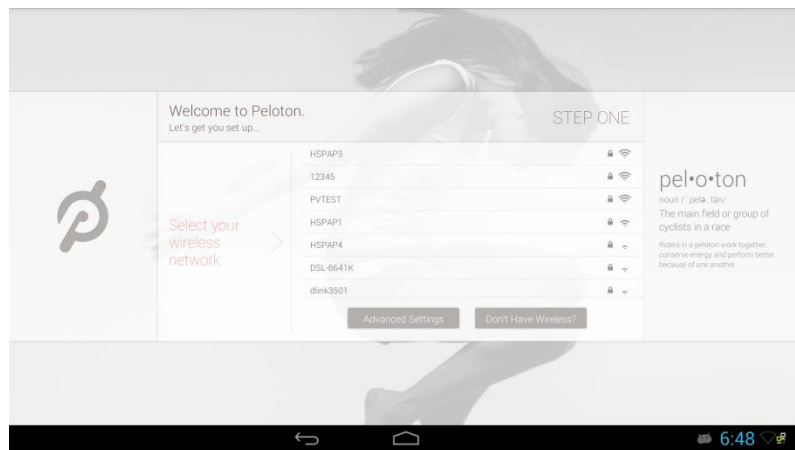 Welcome to Peloton.
Let's get you set up...
STEP ONE
Select your
wireless
network
HSPAP3
12345
PVTEST
HSPAP1
HSPAP4
DSL-6641K
dlink3501
Advanced Settings
Don't Have Wireless?
pel•o•ton
noun /ˈpeləˌtän/
The main field or group of
cyclists in a race
Riders in a peloton work together,
conserve energy and perform better
because of one another
6:48